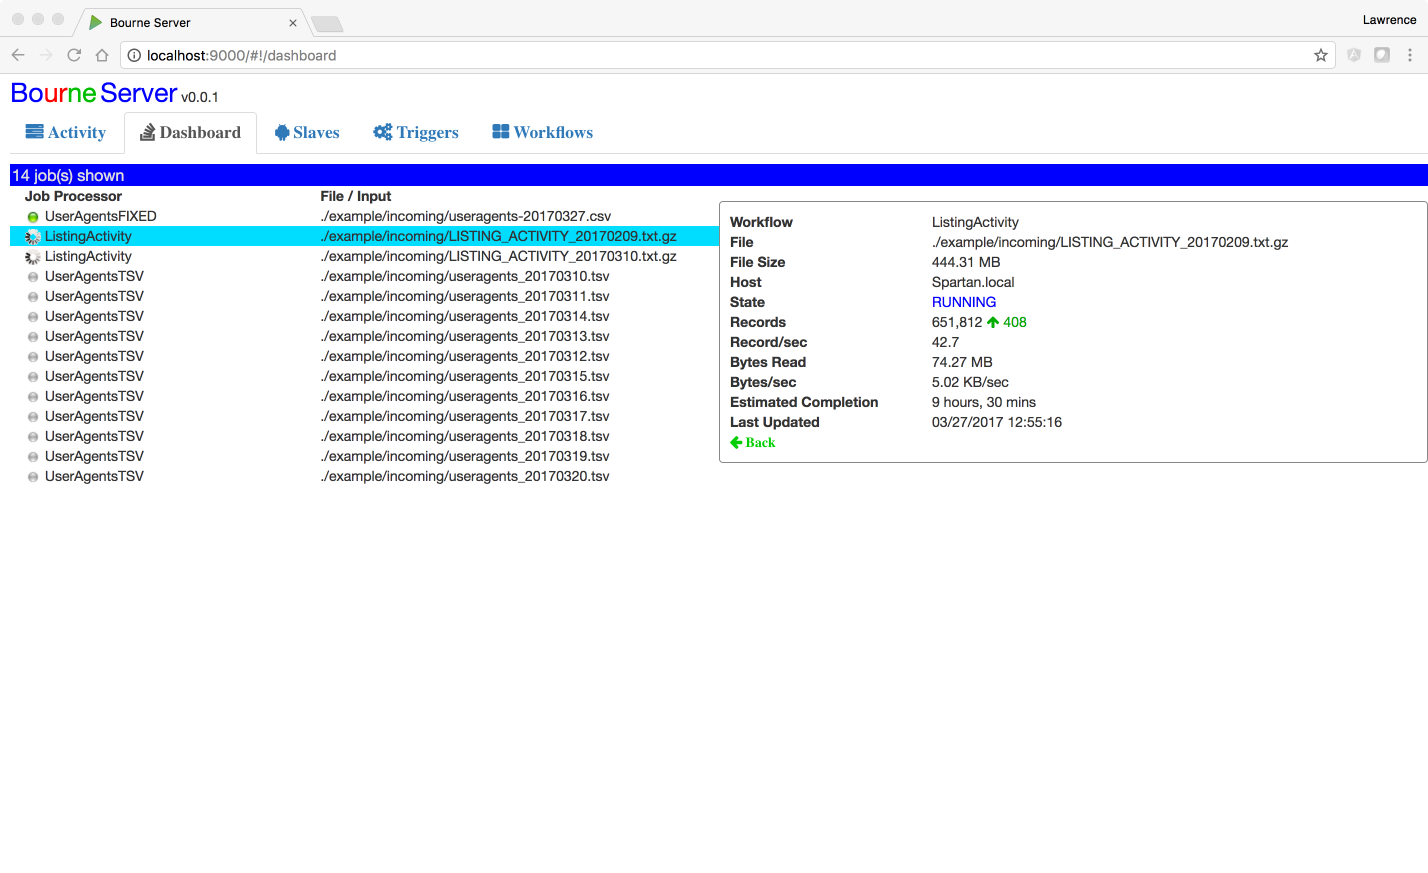 Bourne Server
Lawrence
localhost:9000/#!/dashboard
Bourne Server v0.0.1
Activity Dashboard Slaves Triggers Workflows
14 job(s) shown
Job Processor File / Input
UserAgentsFIXED ./example/incoming/useragents-20170327.csv
ListingActivity ./example/incoming/LISTING_ACTIVITY_20170209.txt.gz
ListingActivity ./example/incoming/LISTING_ACTIVITY_20170310.txt.gz
UserAgentsTSV ./example/incoming/useragents_20170310.tsv
UserAgentsTSV ./example/incoming/useragents_20170311.tsv
UserAgentsTSV ./example/incoming/useragents_20170314.tsv
UserAgentsTSV ./example/incoming/useragents_20170313.tsv
UserAgentsTSV ./example/incoming/useragents_20170312.tsv
UserAgentsTSV ./example/incoming/useragents_20170315.tsv
UserAgentsTSV ./example/incoming/useragents_20170316.tsv
UserAgentsTSV ./example/incoming/useragents_20170317.tsv
UserAgentsTSV ./example/incoming/useragents_20170318.tsv
UserAgentsTSV ./example/incoming/useragents_20170319.tsv
UserAgentsTSV ./example/incoming/useragents_20170320.tsv
Workflow ListingActivity
File ./example/incoming/LISTING_ACTIVITY_20170209.txt.gz
File Size 444.31 MB
Host Spartan.local
State RUNNING
Records 651,812 408
Record/sec 42.7
Bytes Read 74.27 MB
Bytes/sec 5.02 KB/sec
Estimated Completion 9 hours, 30 mins
Last Updated 03/27/2017 12:55:16
Back